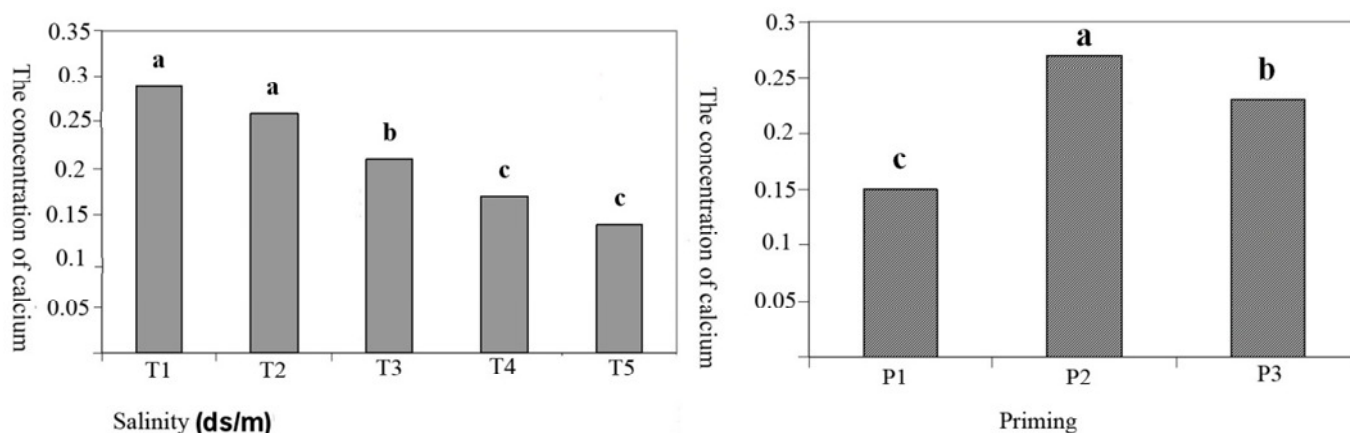 The concentration of calcium
0.35
0.3
0.25
0.2
0.15
0.1
0.05
a
a
b
c
c
T1
T2
T3
T4
T5
Salinity (ds/m)
The concentration of calcium
0.3
0.25
0.2
0.15
0.1
0.05
c
a
b
P1
P2
P3
Priming